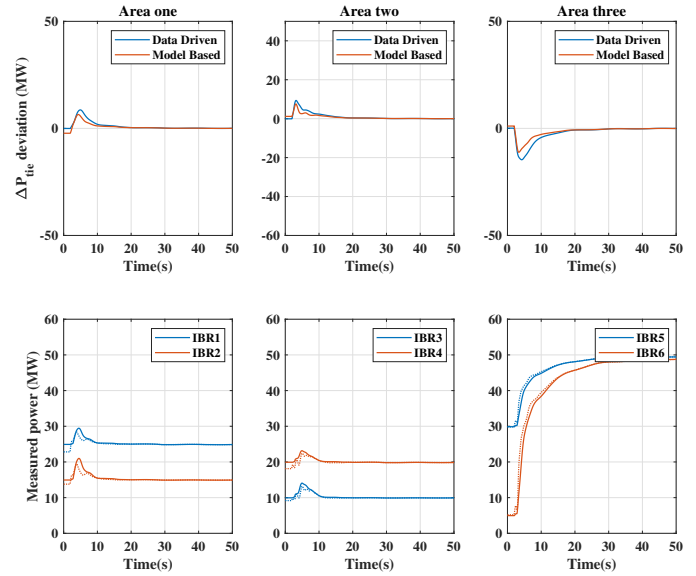 Area one
Area two
Area three
ΔP_tie deviation (MW)
50
0
-50
Data Driven
Model Based
0 10 20 30 40 50
Time(s)
40
20
0
-20
-40
-60
Data Driven
Model Based
0 10 20 30 40 50
Time(s)
50
0
-50
Data Driven
Model Based
0 10 20 30 40 50
Time(s)
Measured power (MW)
60
50
40
30
20
10
0
IBR1
IBR2
0 10 20 30 40 50
Time(s)
60
50
40
30
20
10
0
IBR3
IBR4
0 10 20 30 40 50
Time(s)
60
50
40
30
20
10
0
IBR5
IBR6
0 10 20 30 40 50
Time(s)